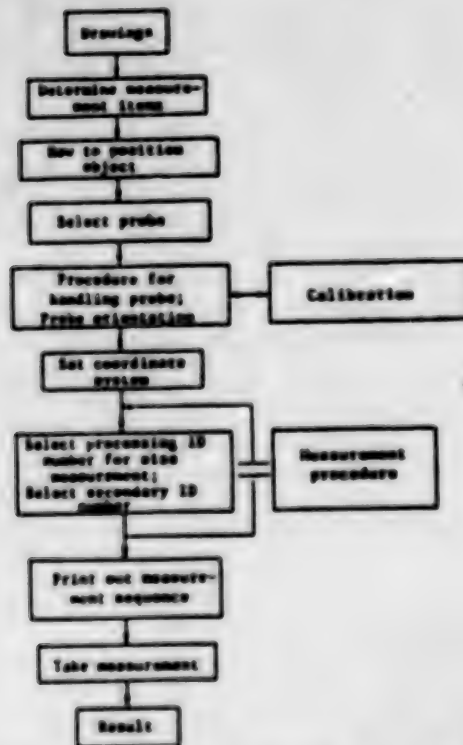 Drawings
Determine measure-
ment items
How to position
object
Select probe
Procedure for
handling probe;
Probe orientation
Calibration
Set coordinate
system
Select processing ID
number for size
measurement;
Select secondary ID
number
Measurement
procedure
Print out measure-
ment sequence
Take measurement
Result